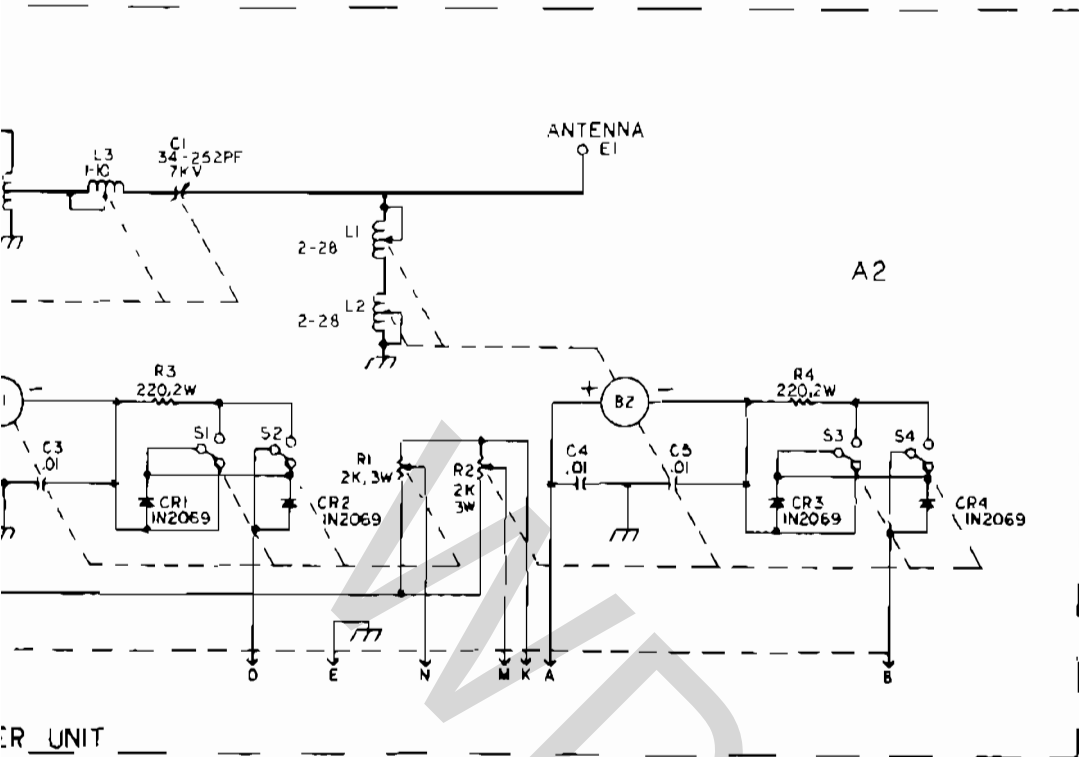 ANTENNA
E1
C1
34-252PF
7KV
L3
1-10
L1
2-28
A2
L2
2-28
R3
220,2W
R4
220,2W
+
B2
-
-
S1
S2
S3
S4
C3
.01
R1
2K, 3W
R2
2K
3W
C4
.01
C5
.01
CR1
1N2069
CR2
1N2069
CR3
1N2069
CR4
1N2069
D
E
N
M
K
A
B
ER UNIT